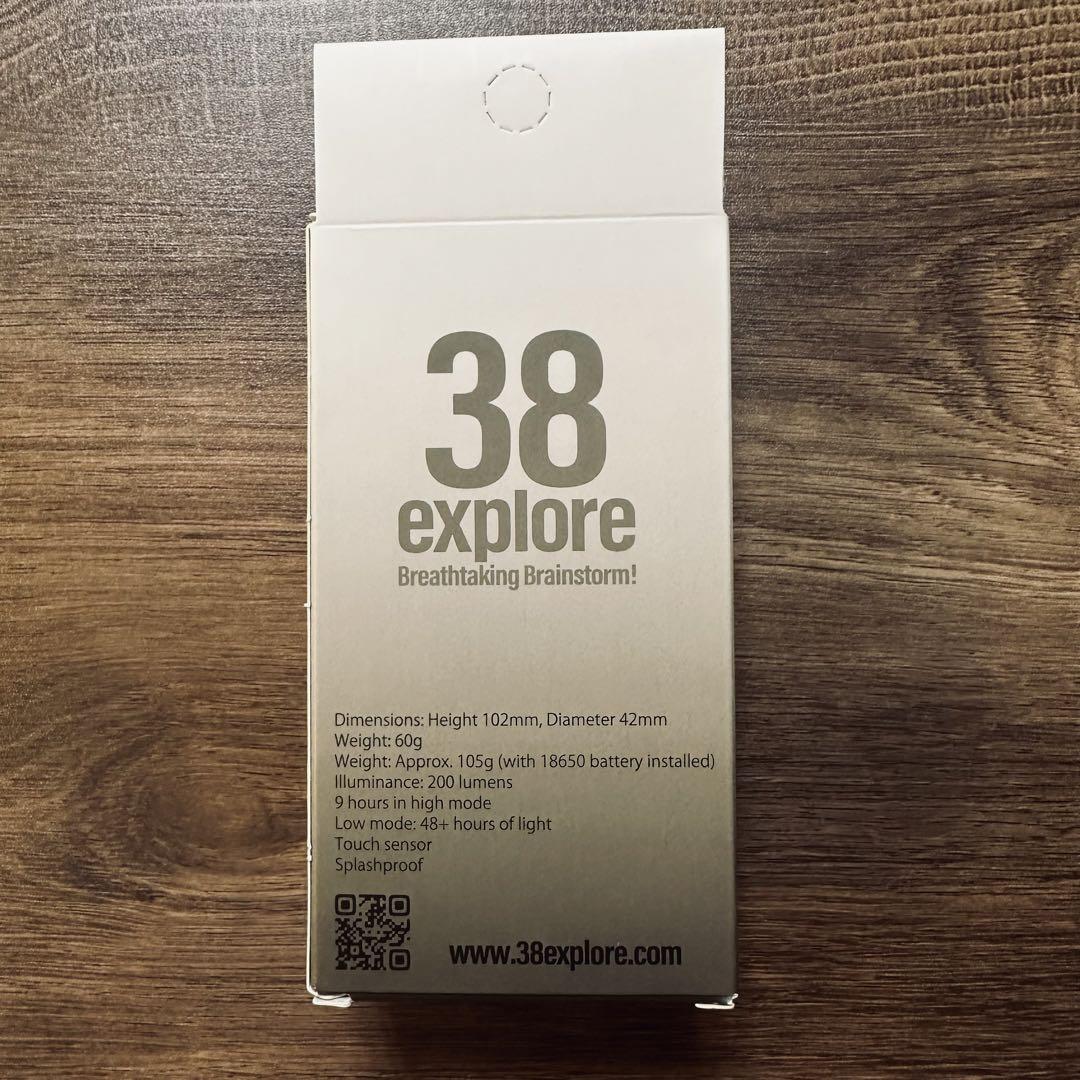 38
explore
Breathtaking Brainstorm!
Dimensions: Height 102mm, Diameter 42mm
Weight: 60g
Weight: Approx. 105g (with 18650 battery installed)
Illuminance: 200 lumens
9 hours in high mode
Low mode: 48+ hours of light
Touch sensor
Splashproof
www.38explore.com